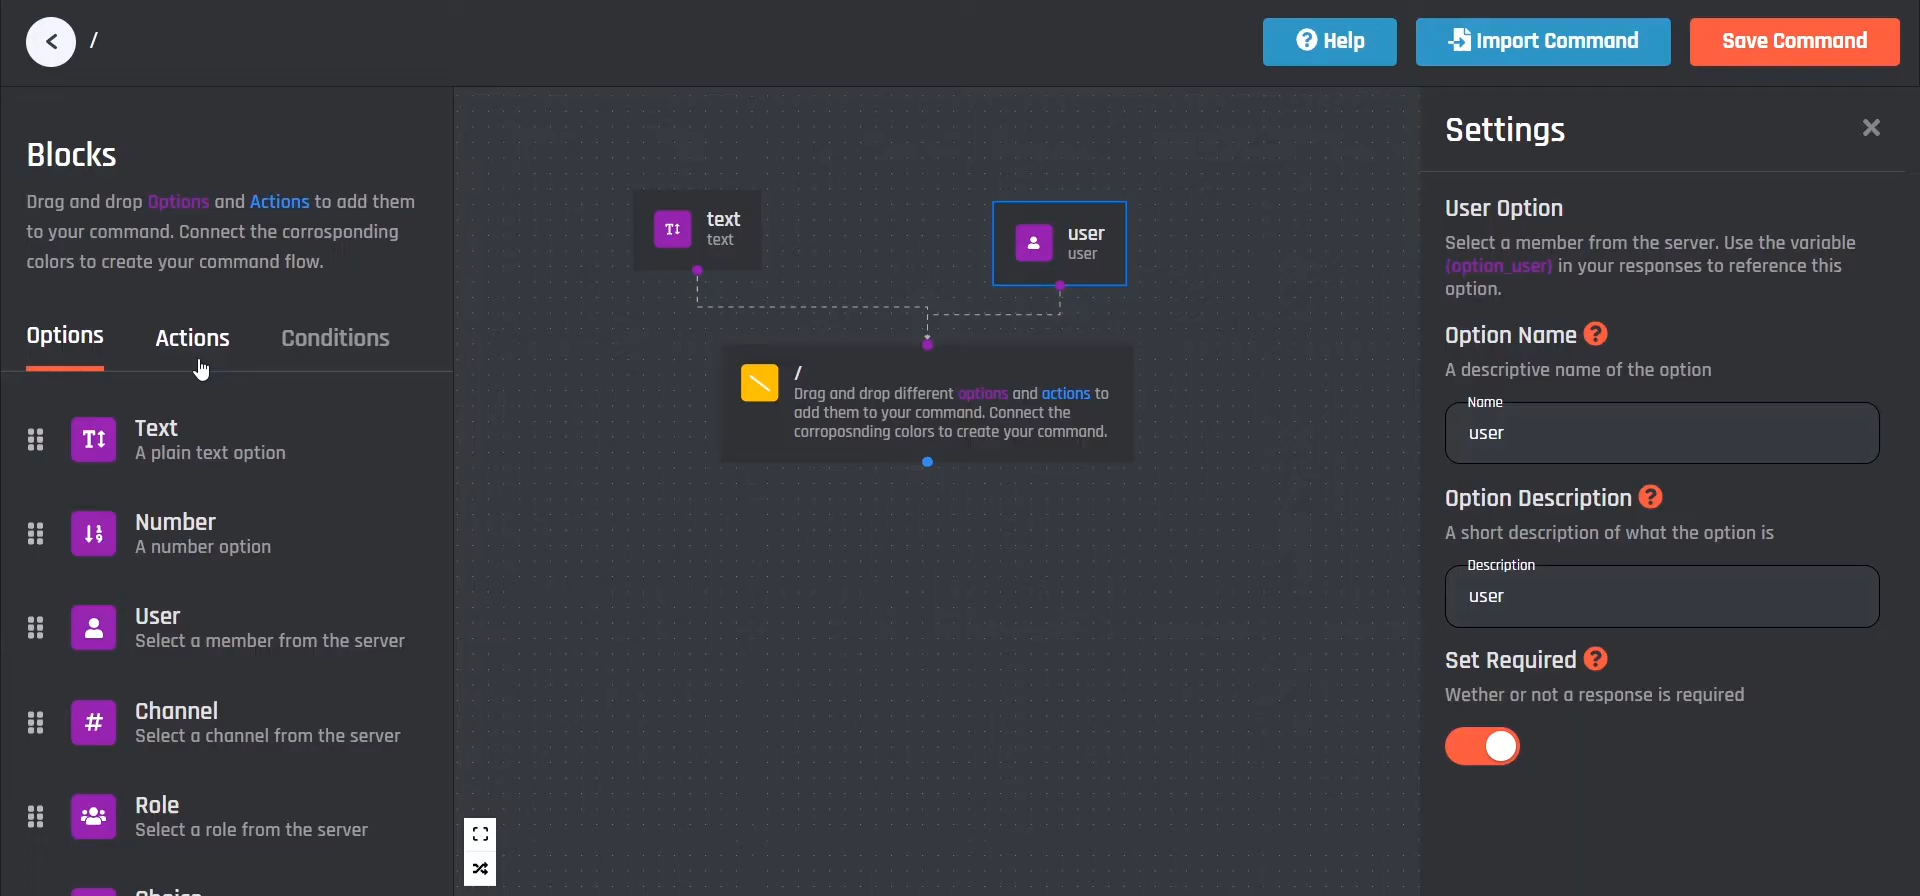 /
Help
Import Command
Save Command
Blocks
Drag and drop Options and Actions to add them
to your command. Connect the corrosponding
colors to create your command flow.
Options
Actions
Conditions
Text
A plain text option
Number
A number option
User
Select a member from the server
Channel
Select a channel from the server
Role
Select a role from the server
text
text
user
user
/
Drag and drop different options and actions to
add them to your command. Connect the
corroposnding colors to create your command.
Settings
User Option
Select a member from the server. Use the variable
{option_user} in your responses to reference this
option.
Option Name
A descriptive name of the option
Name
user
Option Description
A short description of what the option is
Description
user
Set Required
Wether or not a response is required